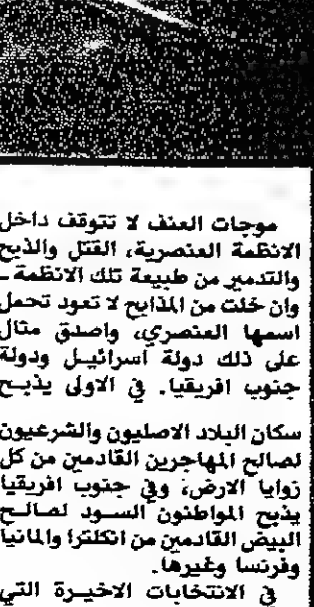 موجات العنف لا تتوقف داخل
الانظمة العنصرية، القتل والذبح
والتدمير من طبيعة تلك الانظمة ـ
وان خلت من المذابح لا تعود تحمل
اسمها العنصري، واصدق مثال
على ذلك دولة اسرائيل ودولة
جنوب افريقيا. في الاولى يذبح
سكان البلاد الاصليون والشرعيون
لصالح المهاجرين القادمين من كل
زوايا الارض، وفي جنوب افريقيا
يذبح المواطنون السود لصالح
البيض القادمين من انكلترا والمانيا
وفرنسا وغيرها.
في الانتخابات الاخيرة التي